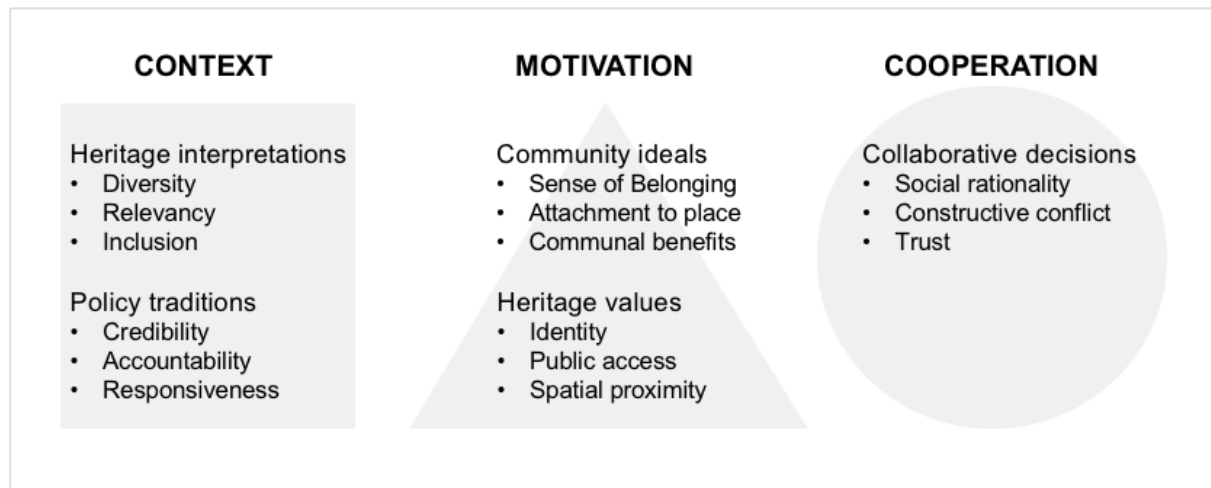 CONTEXT
Heritage interpretations
• Diversity
• Relevancy
• Inclusion
Policy traditions
• Credibility
• Accountability
• Responsiveness
MOTIVATION
Community ideals
• Sense of Belonging
• Attachment to place
• Communal benefits
Heritage values
• Identity
• Public access
• Spatial proximity
COOPERATION
Collaborative decisions
• Social rationality
• Constructive conflict
• Trust